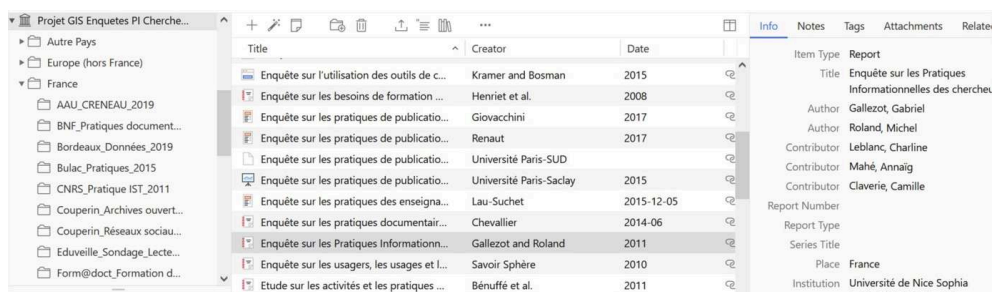 Projet GIS Enquetes PI Cherche...
Autre Pays
Europe (hors France)
France
AAU_CRENEAU_2019
BNF_Pratiques document...
Bordeaux_Données_2019
Bulac_Pratiques_2015
CNRS_Pratique IST_2011
Couperin_Archives ouvert...
Couperin_Réseaux sociau...
Eduveille_Sondage_Lecte...
Form@doct_Formation d...
Title Creator Date
Enquête sur l'utilisation des outils de c... Kramer and Bosman 2015
Enquête sur les besoins de formation ... Henriet et al. 2008
Enquête sur les pratiques de publicatio... Giovacchini 2017
Enquête sur les pratiques de publicatio... Renaut 2017
Enquête sur les pratiques de publicatio... Université Paris-SUD
Enquête sur les pratiques de publicatio... Université Paris-Saclay 2015
Enquête sur les pratiques des enseigna... Lau-Suchet 2015-12-05
Enquête sur les pratiques documentair... Chevallier 2014-06
Enquête sur les Pratiques Informationn... Gallezot and Roland 2011
Enquête sur les usagers, les usages et l... Savoir Sphère 2010
Etude sur les activités et les pratiques ... Bénuffé et al. 2011
Info Notes Tags Attachments Relate
Item Type Report
Title Enquête sur les Pratiques
Informationnelles des chercheu
Author Gallezot, Gabriel
Author Roland, Michel
Contributor Leblanc, Charline
Contributor Mahé, Annaïg
Contributor Claverie, Camille
Report Number
Report Type
Series Title
Place France
Institution Université de Nice Sophia